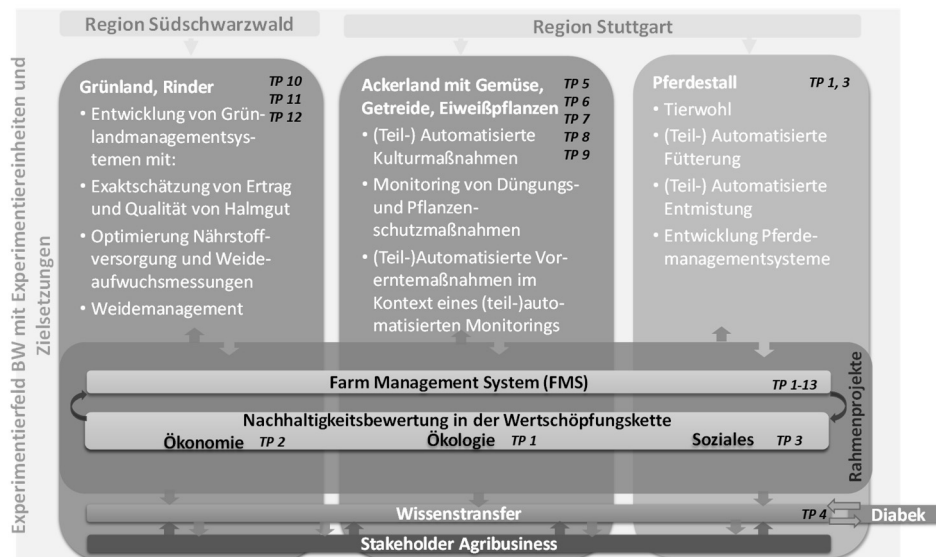 Experimentierfeld BW mit Experimentiereinheiten und
Zielsetzungen
Region Südschwarzwald
Region Stuttgart
Grünland, Rinder
TP 10
TP 11
TP 12
• Entwicklung von Grün-
landmanagementsys-
temen mit:
• Exaktschätzung von Ertrag
und Qualität von Halmgut
• Optimierung Nährstoff-
versorgung und Weide-
aufwuchsmessungen
• Weidemanagement
Ackerland mit Gemüse,
Getreide, Eiweißpflanzen
TP 5
TP 6
TP 7
TP 8
TP 9
• (Teil-) Automatisierte
Kulturmaßnahmen
• Monitoring von Düngungs-
und Pflanzen-
schutzmaßnahmen
• (Teil-)Automatisierte Vor-
erntemaßnahmen im
Kontext eines (teil-)auto-
matisierten Monitorings
Pferdestall
TP 1, 3
• Tierwohl
• (Teil-) Automatisierte
Fütterung
• (Teil-) Automatisierte
Entmistung
• Entwicklung Pferde-
managementsysteme
Farm Management System (FMS)
TP 1-13
Nachhaltigkeitsbewertung in der Wertschöpfungskette
Ökonomie TP 2
Ökologie TP 1
Soziales TP 3
Rahmenprojekte
Wissenstransfer
TP 4
Diabek
Stakeholder Agribusiness